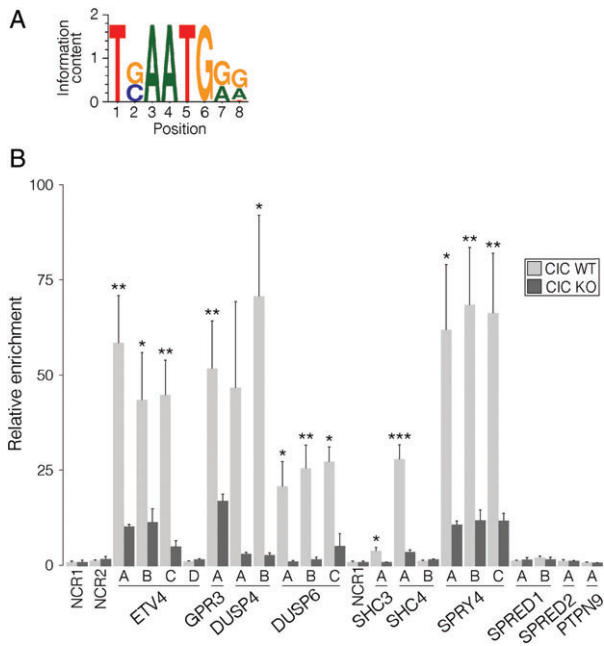 A
Information
content
2
1
0
TGAATGGG
CAA
1 2 3 4 5 6 7 8
Position
B
Relative enrichment
100
75
50
25
0
CIC WT
CIC KO
** * ** ** * * ** * * *** * ** **
NCR1 NCR2 A B C D A A B A B C NCR1 A A B A B C A B A A
ETV4 GPR3 DUSP4 DUSP6 SHC3 SHC4 SPRY4 SPRED1 SPRED2 PTPN9